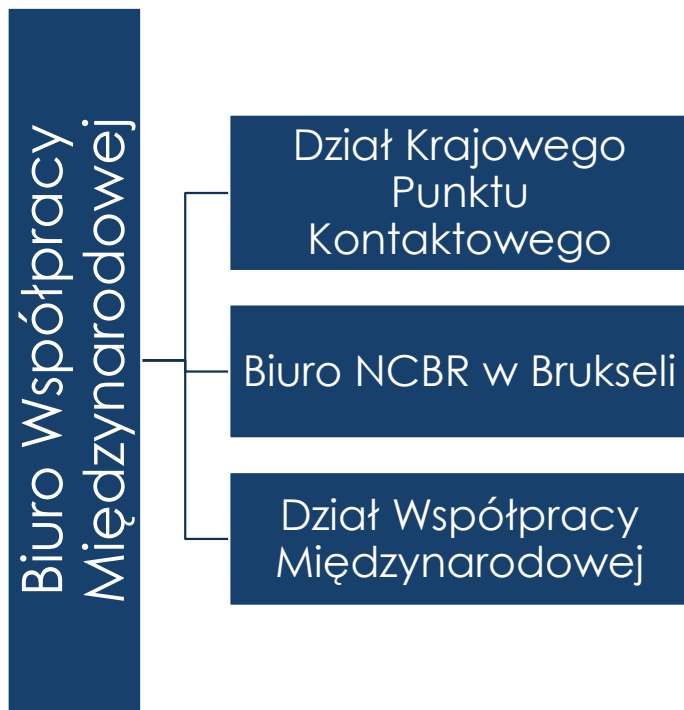 Biuro Współpracy
Międzynarodowej
Dział Krajowego
Punktu
Kontaktowego
Biuro NCBR w Brukseli
Dział Współpracy
Międzynarodowej